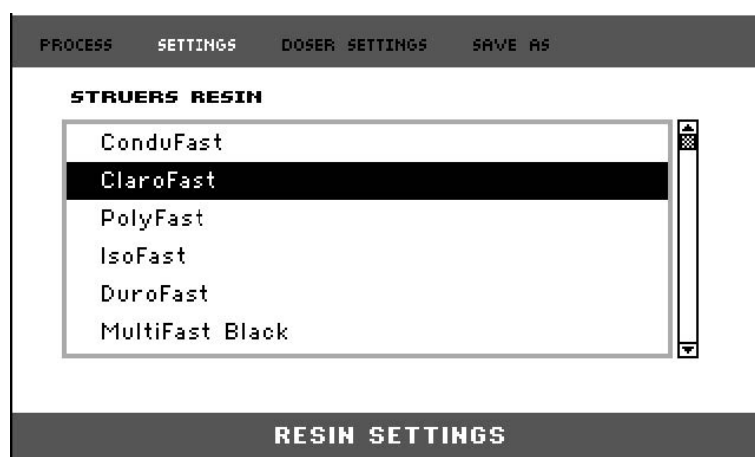 PROCESS SETTINGS DOSER SETTINGS SAVE AS
STRUERS RESIN
ConduFast
ClaroFast
PolyFast
IsoFast
DuroFast
MultiFast Black
RESIN SETTINGS